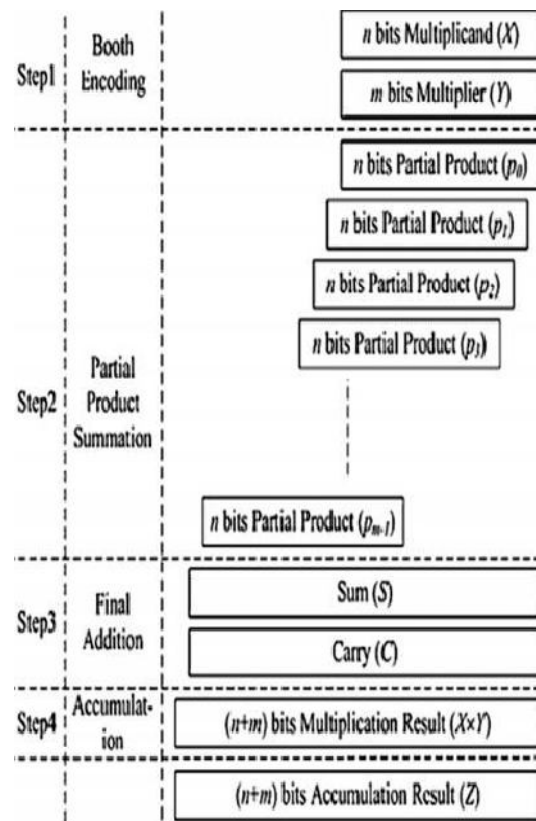 n bits Multiplicand (X)
Step1
Booth
Encoding
m bits Multiplier (Y)
n bits Partial Product (p0)
n bits Partial Product (p1)
n bits Partial Product (p2)
n bits Partial Product (p3)
Step2
Partial
Product
Summation
n bits Partial Product (pm-1)
Step3
Final
Addition
Sum (S)
Carry (C)
Step4
Accumulat-
ion
(n+m) bits Multiplication Result (X×Y)
(n+m) bits Accumulation Result (Z)